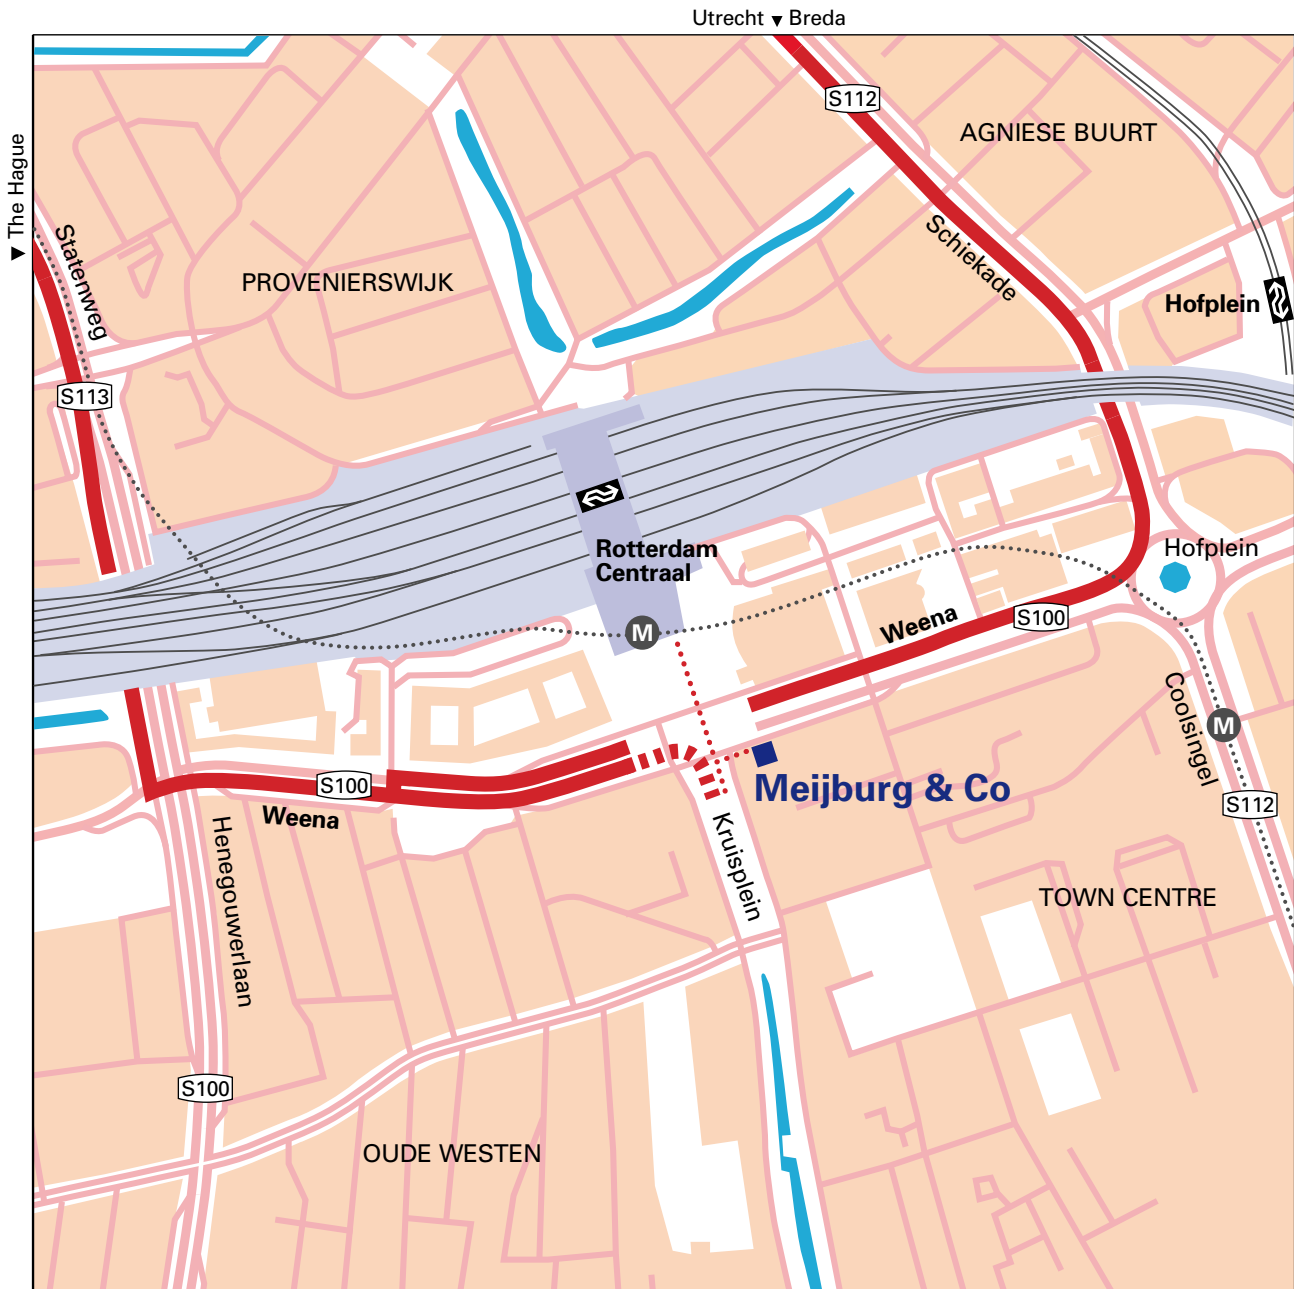 Utrecht ▼ Breda
▼ The Hague
S112
AGNIESE BUURT
Statenweg
Schiekade
PROVENIERSWIJK
Hofplein
S113
Rotterdam
Centraal
Hofplein
M
Weena
S100
Coolsingel
M
S100
Meijburg & Co
S112
Weena
Henegouwerlaan
Kruisplein
TOWN CENTRE
S100
OUDE WESTEN